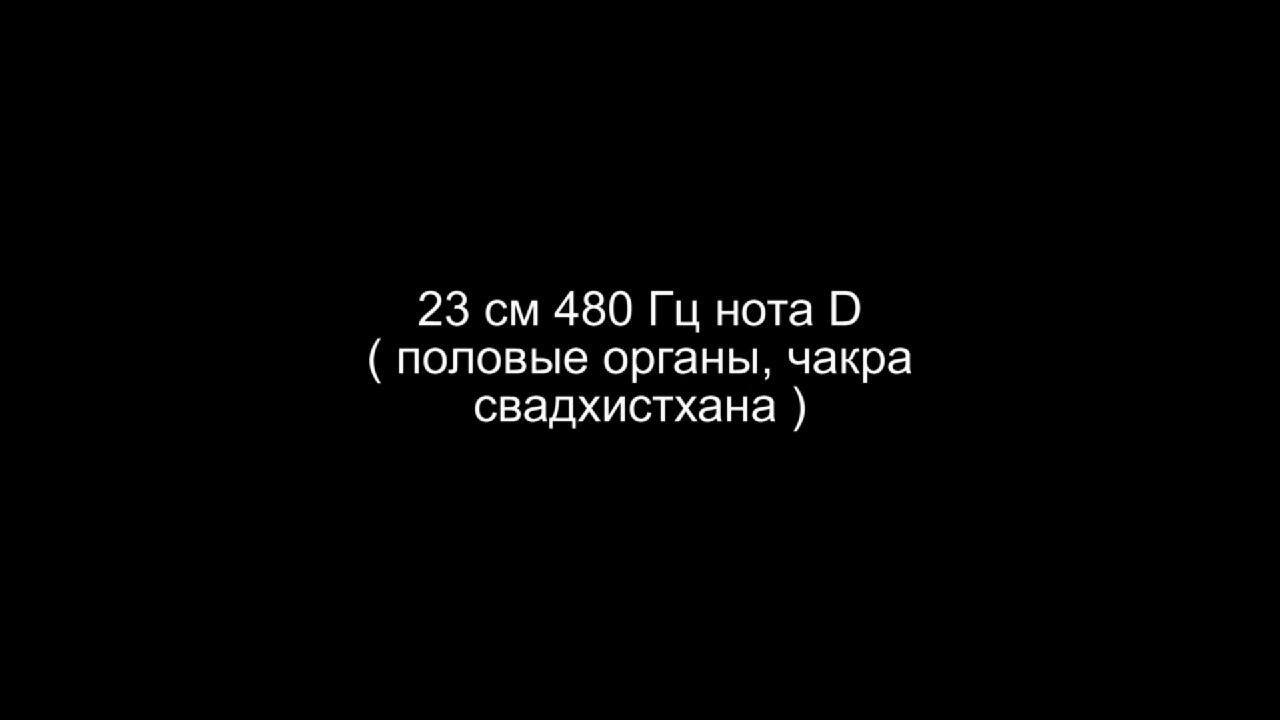 23 см 480 Гц нота D
( половые органы, чакра
свадхистхана )